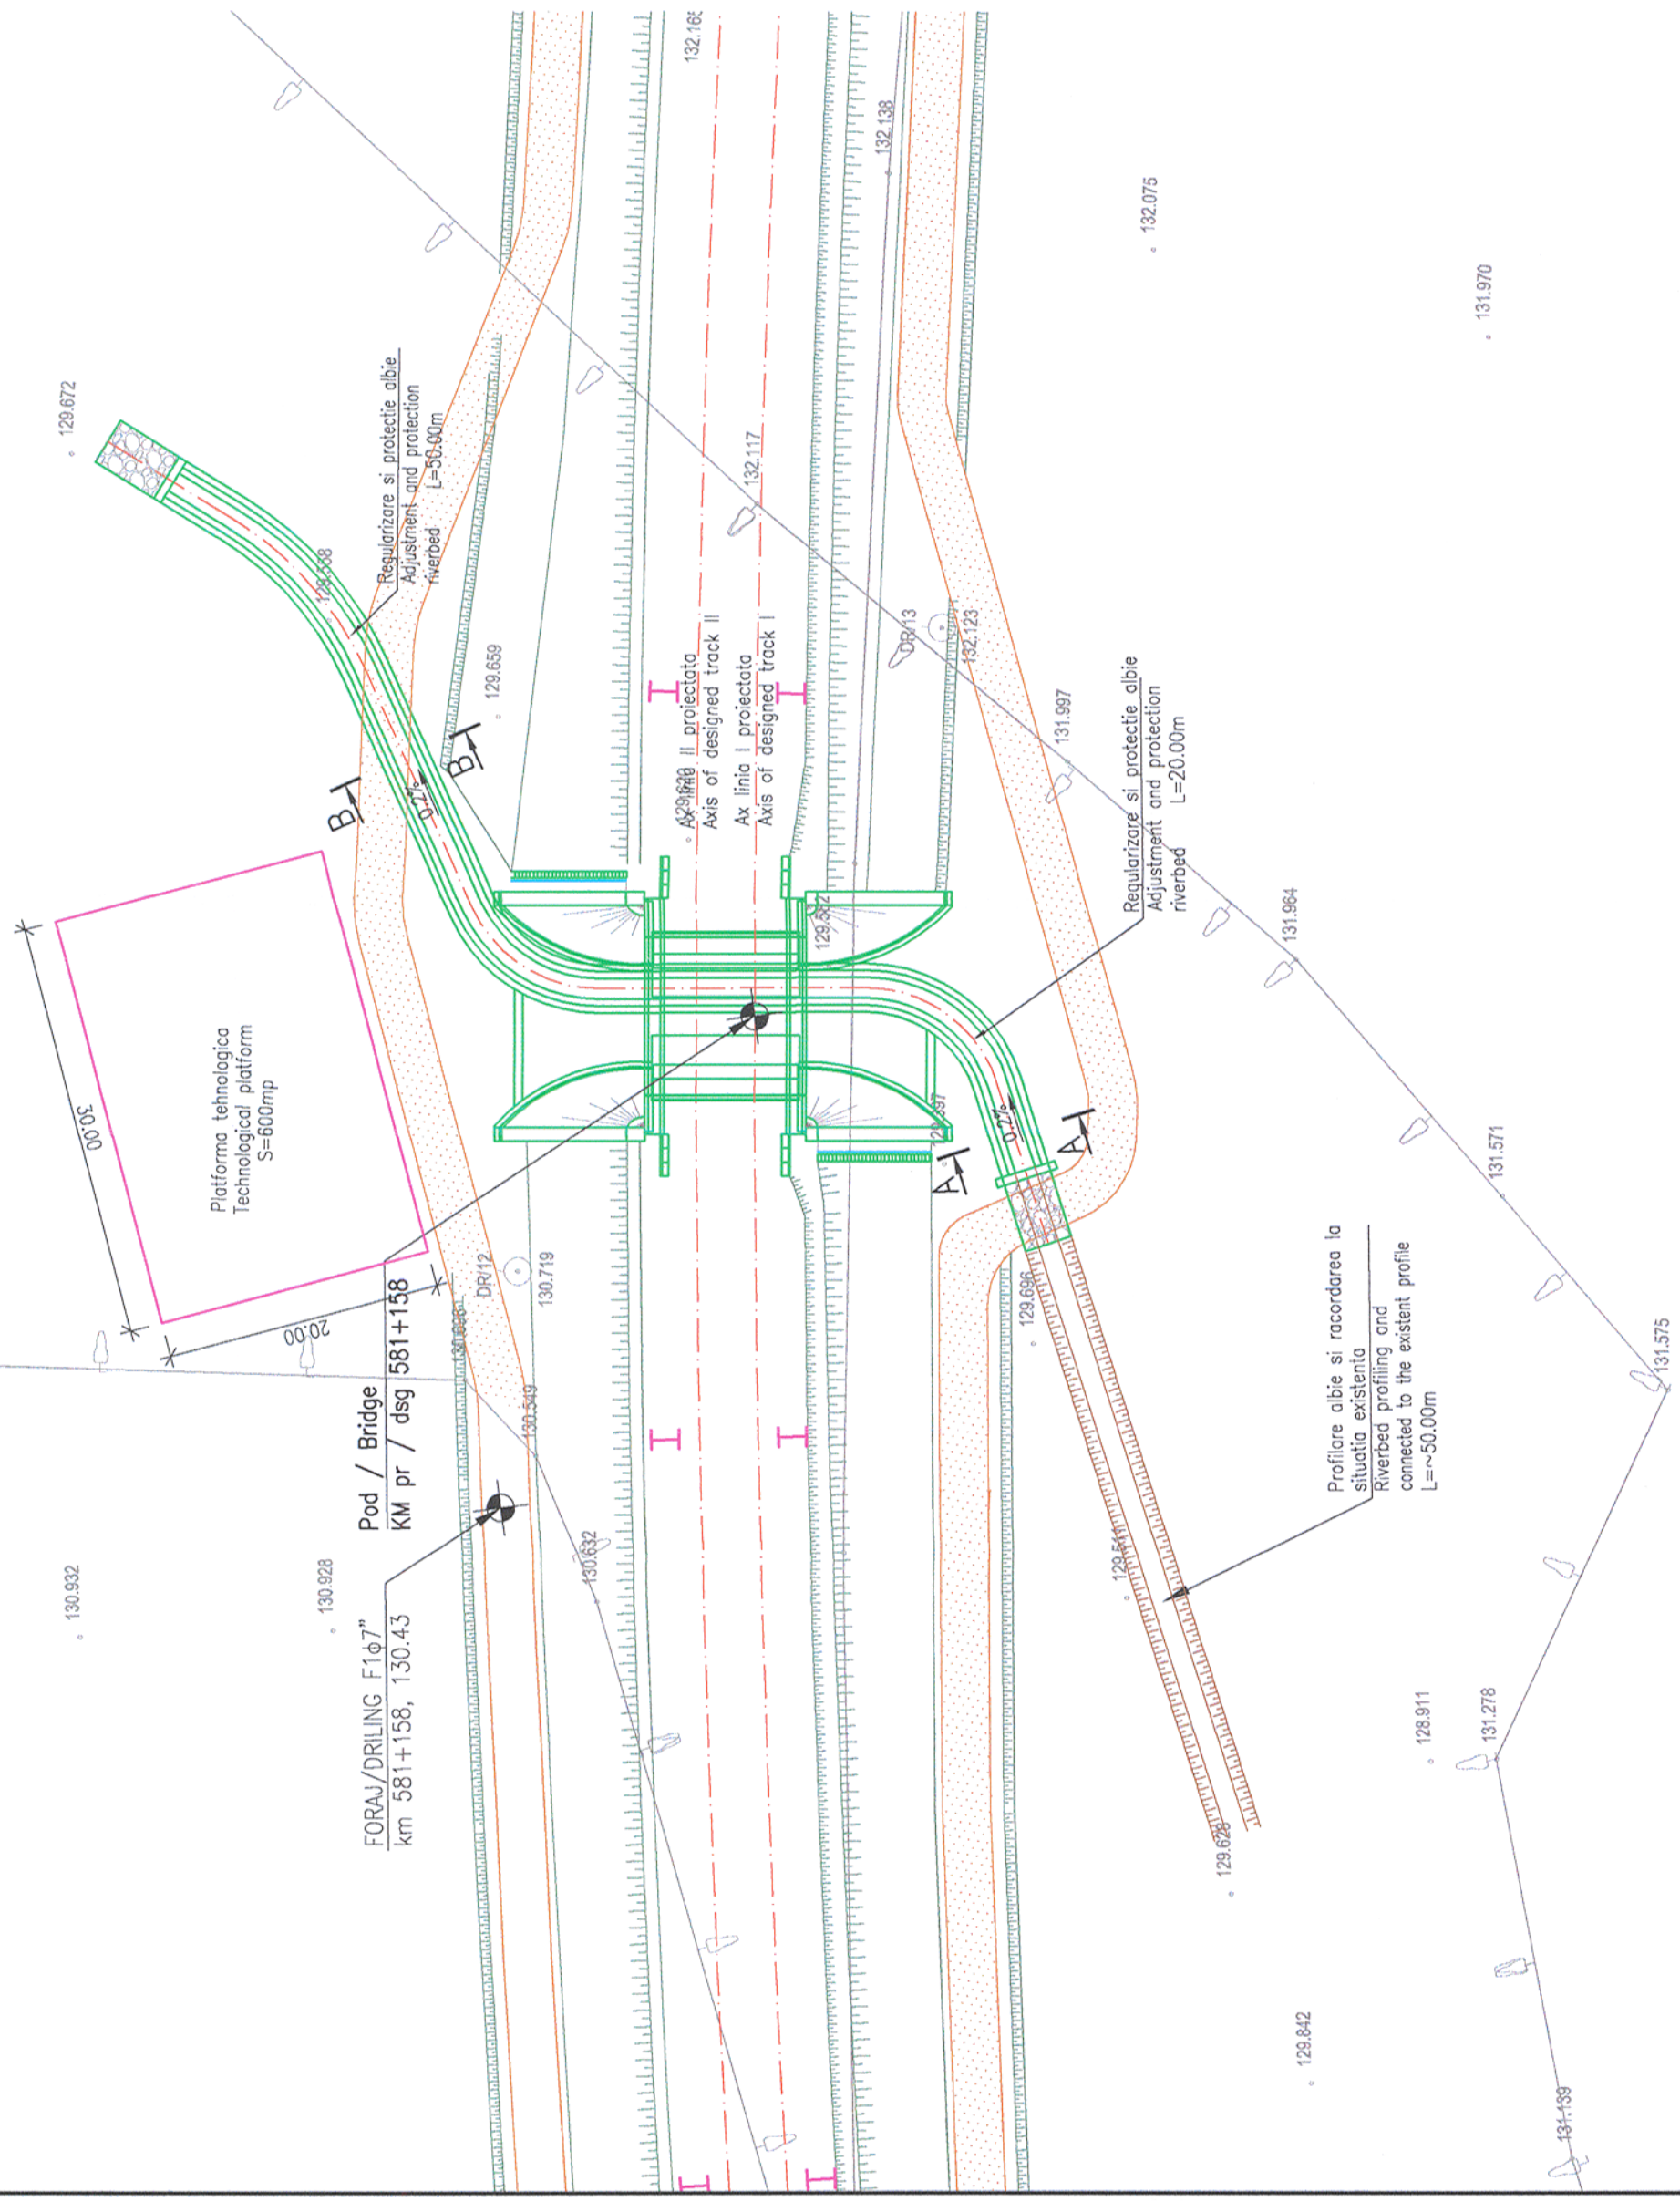 129.672
132.168
132.138
132.075
131.970
Regularizare si protectie albie
Adjustment and protection
riverbed L=50.00m
132.117
129.659
DR/13
132.123
131.997
Ax linia II proiectata
Axis of designed track II
Ax linia I proiectata
Axis of designed track I
Regularizare si protectie albie
Adjustment and protection
riverbed L=20.00m
131.964
B
B
0.2%
30.00
Platforma tehnologica
Technological platform
S=600mp
20.00
0.2%
A
A
131.571
DR/12
130.719
130.549
129.696
131.575
Pod / Bridge
KM pr / dsg 581+158
FORAJ/DRILING F1ϕ7"
km 581+158, 130.43
130.932
130.928
130.632
Profilare albie si racordarea la
situatia existenta
Riverbed profiling and
connected to the existent profile
L=~50.00m
129.628
128.911
131.278
129.842
131.139